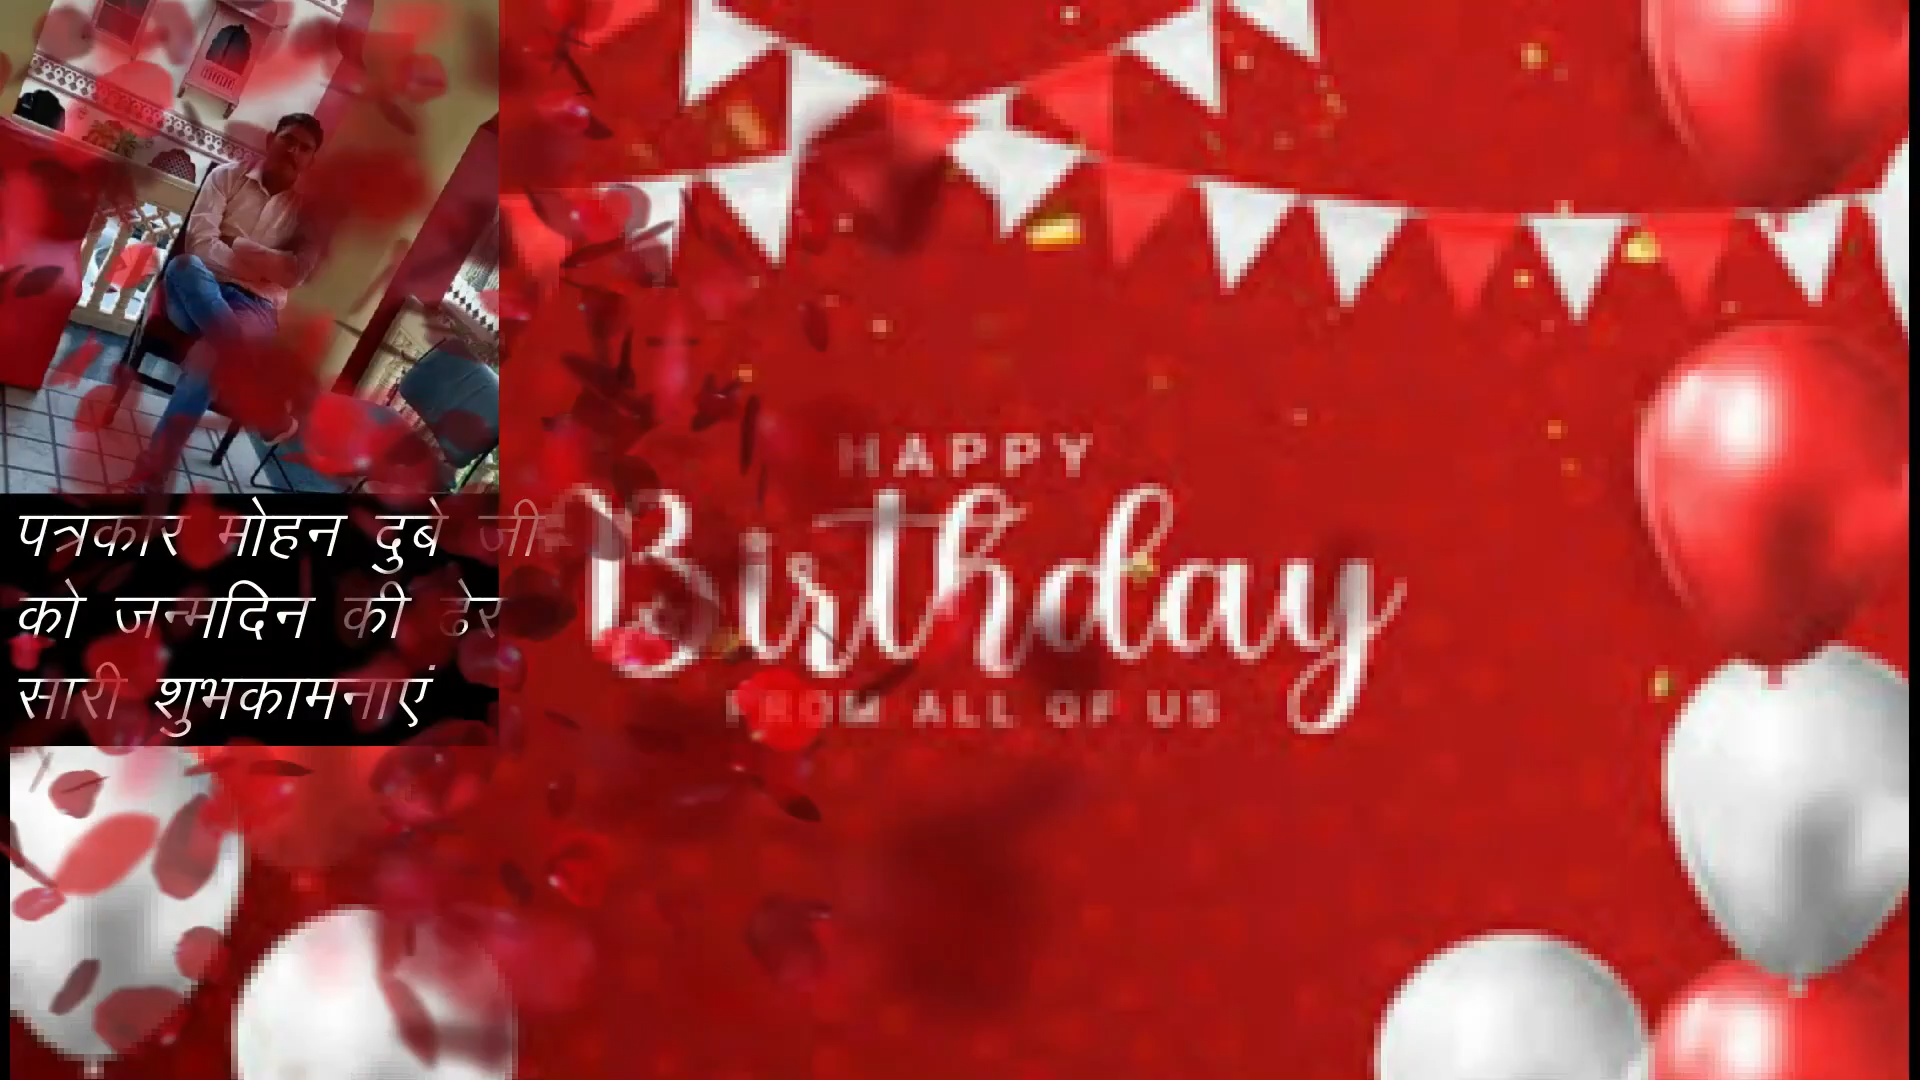 पत्रकार मोहन दुबे जी
को जन्मदिन की ढेर
सारी शुभकामनाएं
HAPPY
Birthday
FROM ALL OF US